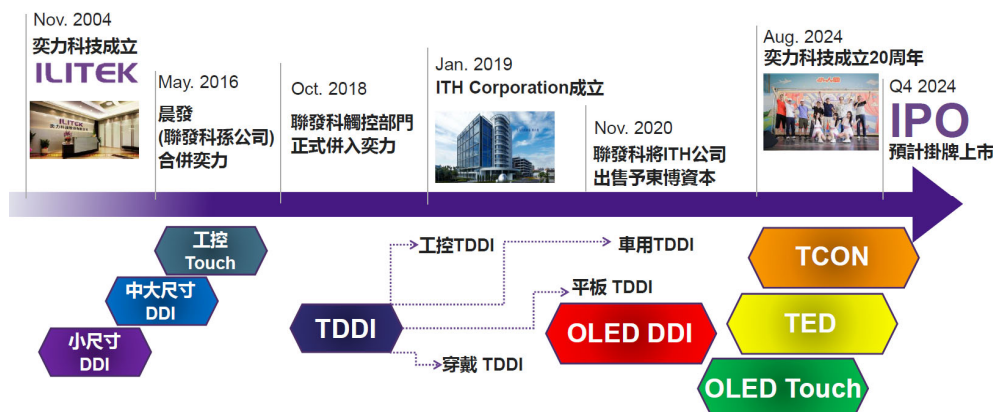 Nov. 2004
奕力科技成立
ILITEK
May. 2016
晨發
(聯發科孫公司)
合併奕力
Oct. 2018
聯發科觸控部門
正式併入奕力
Jan. 2019
ITH Corporation成立
Nov. 2020
聯發科將ITH公司
出售予東博資本
Aug. 2024
奕力科技成立20周年
Q4 2024
IPO
預計掛牌上市
ILITEK
工控
Touch
中大尺寸
DDI
小尺寸
DDI
TDDI
工控TDDI
車用TDDI
平板 TDDI
穿戴 TDDI
OLED DDI
TCON
TED
OLED Touch